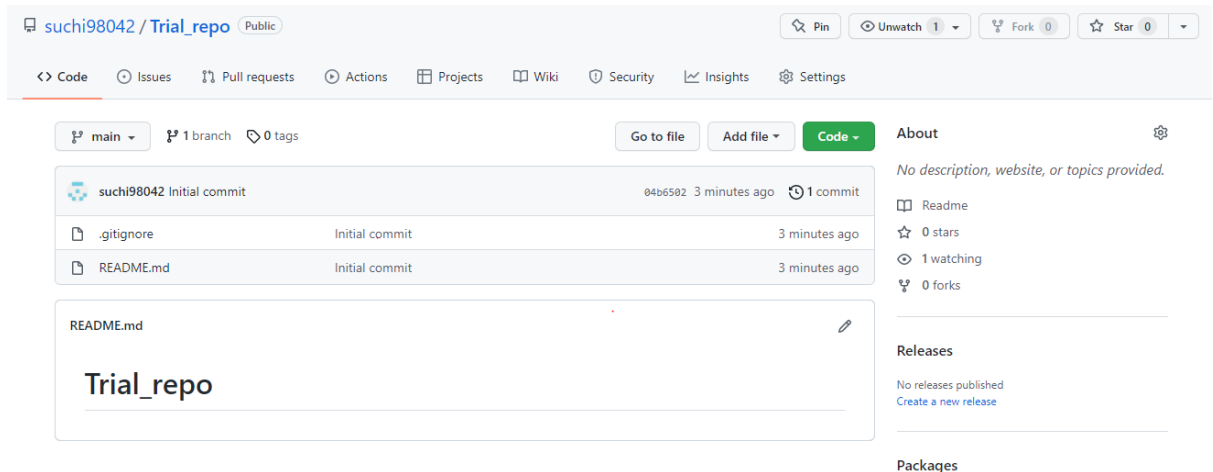 suchi98042 / Trial_repo Public
Pin Unwatch 1 Fork 0 Star 0
<> Code Issues Pull requests Actions Projects Wiki Security Insights Settings
main 1 branch 0 tags Go to file Add file Code
suchi98042 Initial commit 04b6502 3 minutes ago 1 commit
.gitignore Initial commit 3 minutes ago
README.md Initial commit 3 minutes ago
README.md
Trial_repo
About
No description, website, or topics provided.
Readme
0 stars
1 watching
0 forks
Releases
No releases published
Create a new release
Packages